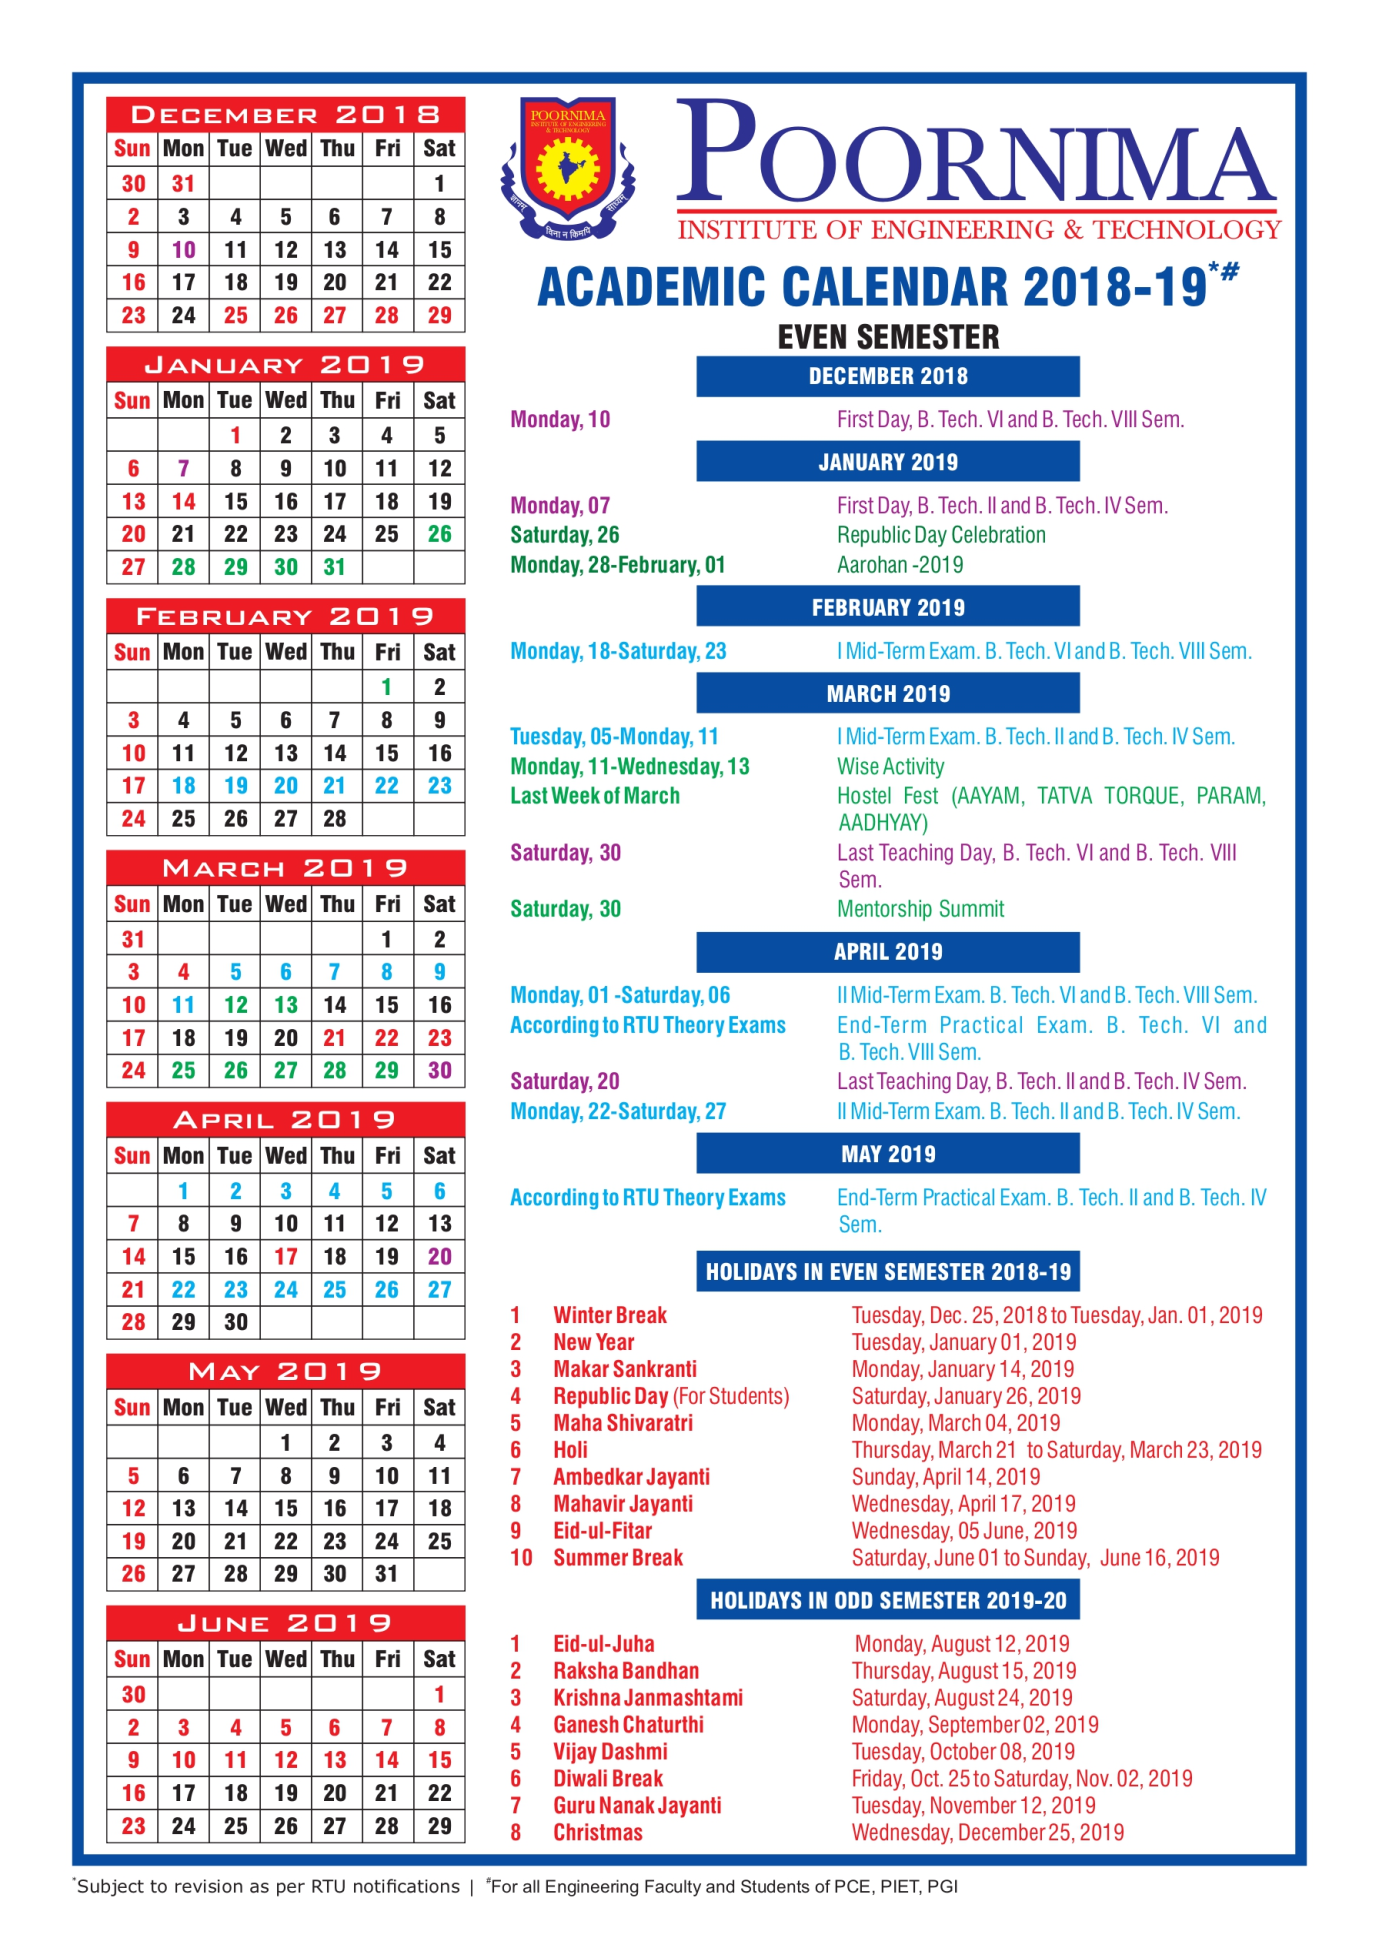 DECEMBER 2018
Sun Mon Tue Wed Thu Fri Sat
30 31 1
2 3 4 5 6 7 8
9 10 11 12 13 14 15
16 17 18 19 20 21 22
23 24 25 26 27 28 29
JANUARY 2019
Sun Mon Tue Wed Thu Fri Sat
1 2 3 4 5
6 7 8 9 10 11 12
13 14 15 16 17 18 19
20 21 22 23 24 25 26
27 28 29 30 31
FEBRUARY 2019
Sun Mon Tue Wed Thu Fri Sat
1 2
3 4 5 6 7 8 9
10 11 12 13 14 15 16
17 18 19 20 21 22 23
24 25 26 27 28
MARCH 2019
Sun Mon Tue Wed Thu Fri Sat
31 1 2
3 4 5 6 7 8 9
10 11 12 13 14 15 16
17 18 19 20 21 22 23
24 25 26 27 28 29 30
APRIL 2019
Sun Mon Tue Wed Thu Fri Sat
1 2 3 4 5 6
7 8 9 10 11 12 13
14 15 16 17 18 19 20
21 22 23 24 25 26 27
28 29 30
MAY 2019
Sun Mon Tue Wed Thu Fri Sat
1 2 3 4
5 6 7 8 9 10 11
12 13 14 15 16 17 18
19 20 21 22 23 24 25
26 27 28 29 30 31
JUNE 2019
Sun Mon Tue Wed Thu Fri Sat
30 1
2 3 4 5 6 7 8
9 10 11 12 13 14 15
16 17 18 19 20 21 22
23 24 25 26 27 28 29
POORNIMA
INSTITUTE OF ENGINEERING
& TECHNOLOGY
ज्ञानम् विना न किमपि साध्यम्
POORNIMA
INSTITUTE OF ENGINEERING & TECHNOLOGY
ACADEMIC CALENDAR 2018-19*#
EVEN SEMESTER
DECEMBER 2018
Monday, 10 First Day, B. Tech. VI and B. Tech. VIII Sem.
JANUARY 2019
Monday, 07 First Day, B. Tech. II and B. Tech. IV Sem.
Saturday, 26 Republic Day Celebration
Monday, 28-February, 01 Aarohan -2019
FEBRUARY 2019
Monday, 18-Saturday, 23 I Mid-Term Exam. B. Tech. VI and B. Tech. VIII Sem.
MARCH 2019
Tuesday, 05-Monday, 11 I Mid-Term Exam. B. Tech. II and B. Tech. IV Sem.
Monday, 11-Wednesday, 13 Wise Activity
Last Week of March Hostel Fest (AAYAM, TATVA TORQUE, PARAM,
AADHYAY)
Saturday, 30 Last Teaching Day, B. Tech. VI and B. Tech. VIII
Sem.
Saturday, 30 Mentorship Summit
APRIL 2019
Monday, 01 -Saturday, 06 II Mid-Term Exam. B. Tech. VI and B. Tech. VIII Sem.
According to RTU Theory Exams End-Term Practical Exam. B. Tech. VI and
B. Tech. VIII Sem.
Saturday, 20 Last Teaching Day, B. Tech. II and B. Tech. IV Sem.
Monday, 22-Saturday, 27 II Mid-Term Exam. B. Tech. II and B. Tech. IV Sem.
MAY 2019
According to RTU Theory Exams End-Term Practical Exam. B. Tech. II and B. Tech. IV
Sem.
HOLIDAYS IN EVEN SEMESTER 2018-19
1 Winter Break Tuesday, Dec. 25, 2018 to Tuesday, Jan. 01, 2019
2 New Year Tuesday, January 01, 2019
3 Makar Sankranti Monday, January 14, 2019
4 Republic Day (For Students) Saturday, January 26, 2019
5 Maha Shivaratri Monday, March 04, 2019
6 Holi Thursday, March 21 to Saturday, March 23, 2019
7 Ambedkar Jayanti Sunday, April 14, 2019
8 Mahavir Jayanti Wednesday, April 17, 2019
9 Eid-ul-Fitar Wednesday, 05 June, 2019
10 Summer Break Saturday, June 01 to Sunday, June 16, 2019
HOLIDAYS IN ODD SEMESTER 2019-20
1 Eid-ul-Juha Monday, August 12, 2019
2 Raksha Bandhan Thursday, August 15, 2019
3 Krishna Janmashtami Saturday, August 24, 2019
4 Ganesh Chaturthi Monday, September 02, 2019
5 Vijay Dashmi Tuesday, October 08, 2019
6 Diwali Break Friday, Oct. 25 to Saturday, Nov. 02, 2019
7 Guru Nanak Jayanti Tuesday, November 12, 2019
8 Christmas Wednesday, December 25, 2019
*Subject to revision as per RTU notifications | #For all Engineering Faculty and Students of PCE, PIET, PGI